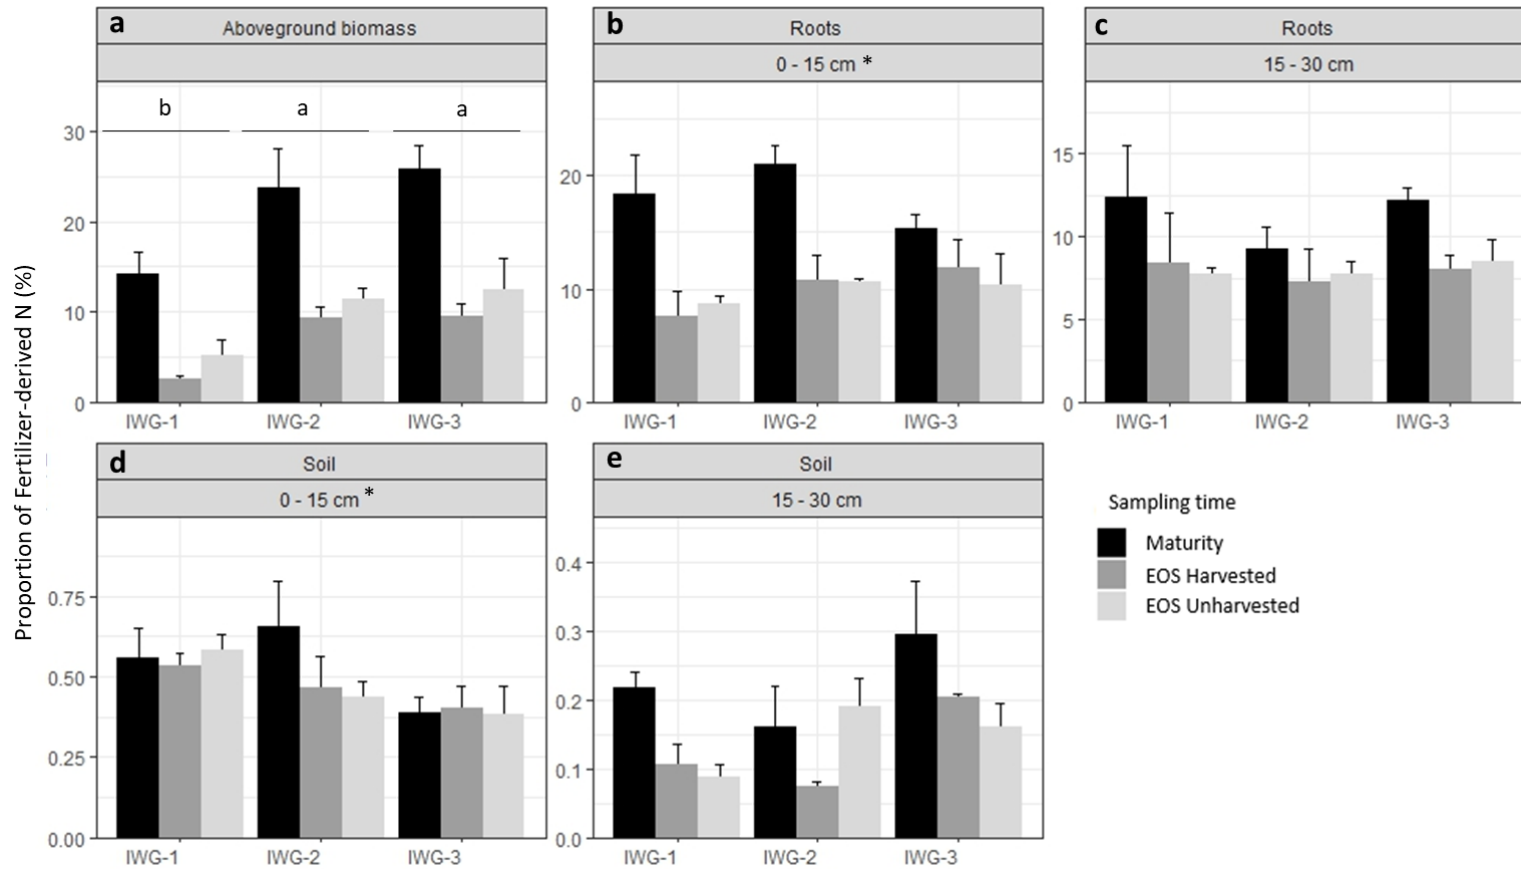 Proportion of Fertilizer-derived N (%)
a
Aboveground biomass
b a a
30
20
10
0
IWG-1 IWG-2 IWG-3
b
Roots
0 - 15 cm *
20
10
0
IWG-1 IWG-2 IWG-3
c
Roots
15 - 30 cm
15
10
5
0
IWG-1 IWG-2 IWG-3
d
Soil
0 - 15 cm *
0.75
0.50
0.25
0.00
IWG-1 IWG-2 IWG-3
e
Soil
15 - 30 cm
0.4
0.3
0.2
0.1
0.0
IWG-1 IWG-2 IWG-3
Sampling time
Maturity
EOS Harvested
EOS Unharvested